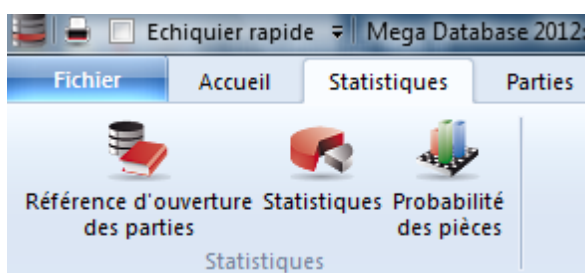 Echiquier rapide Mega Database 2012:
Fichier Accueil Statistiques Parties
Référence d'ouverture Statistiques Probabilité
des parties des pièces
Statistiques